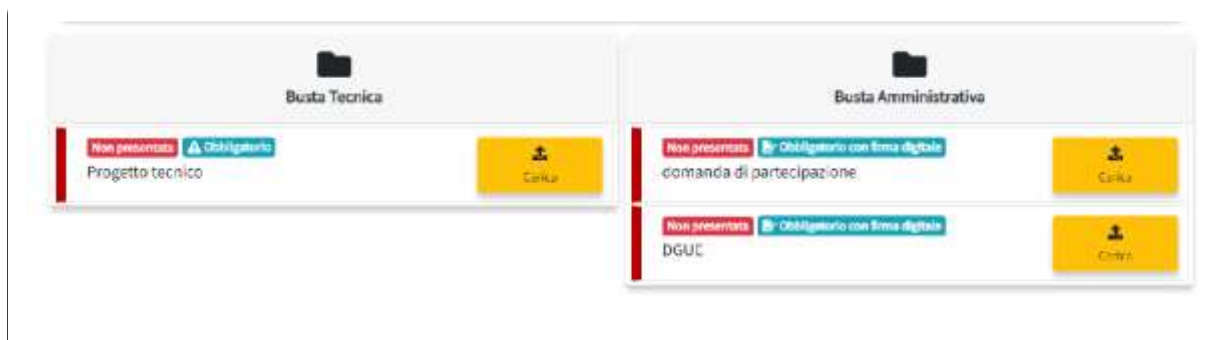 Busta Tecnica
Non presentata Obbligatorio
Progetto tecnico
Carica
Busta Amministrativa
Non presentata Obbligatorio con firma digitale
domanda di partecipazione
Carica
Non presentata Obbligatorio con firma digitale
DGUE
Carica